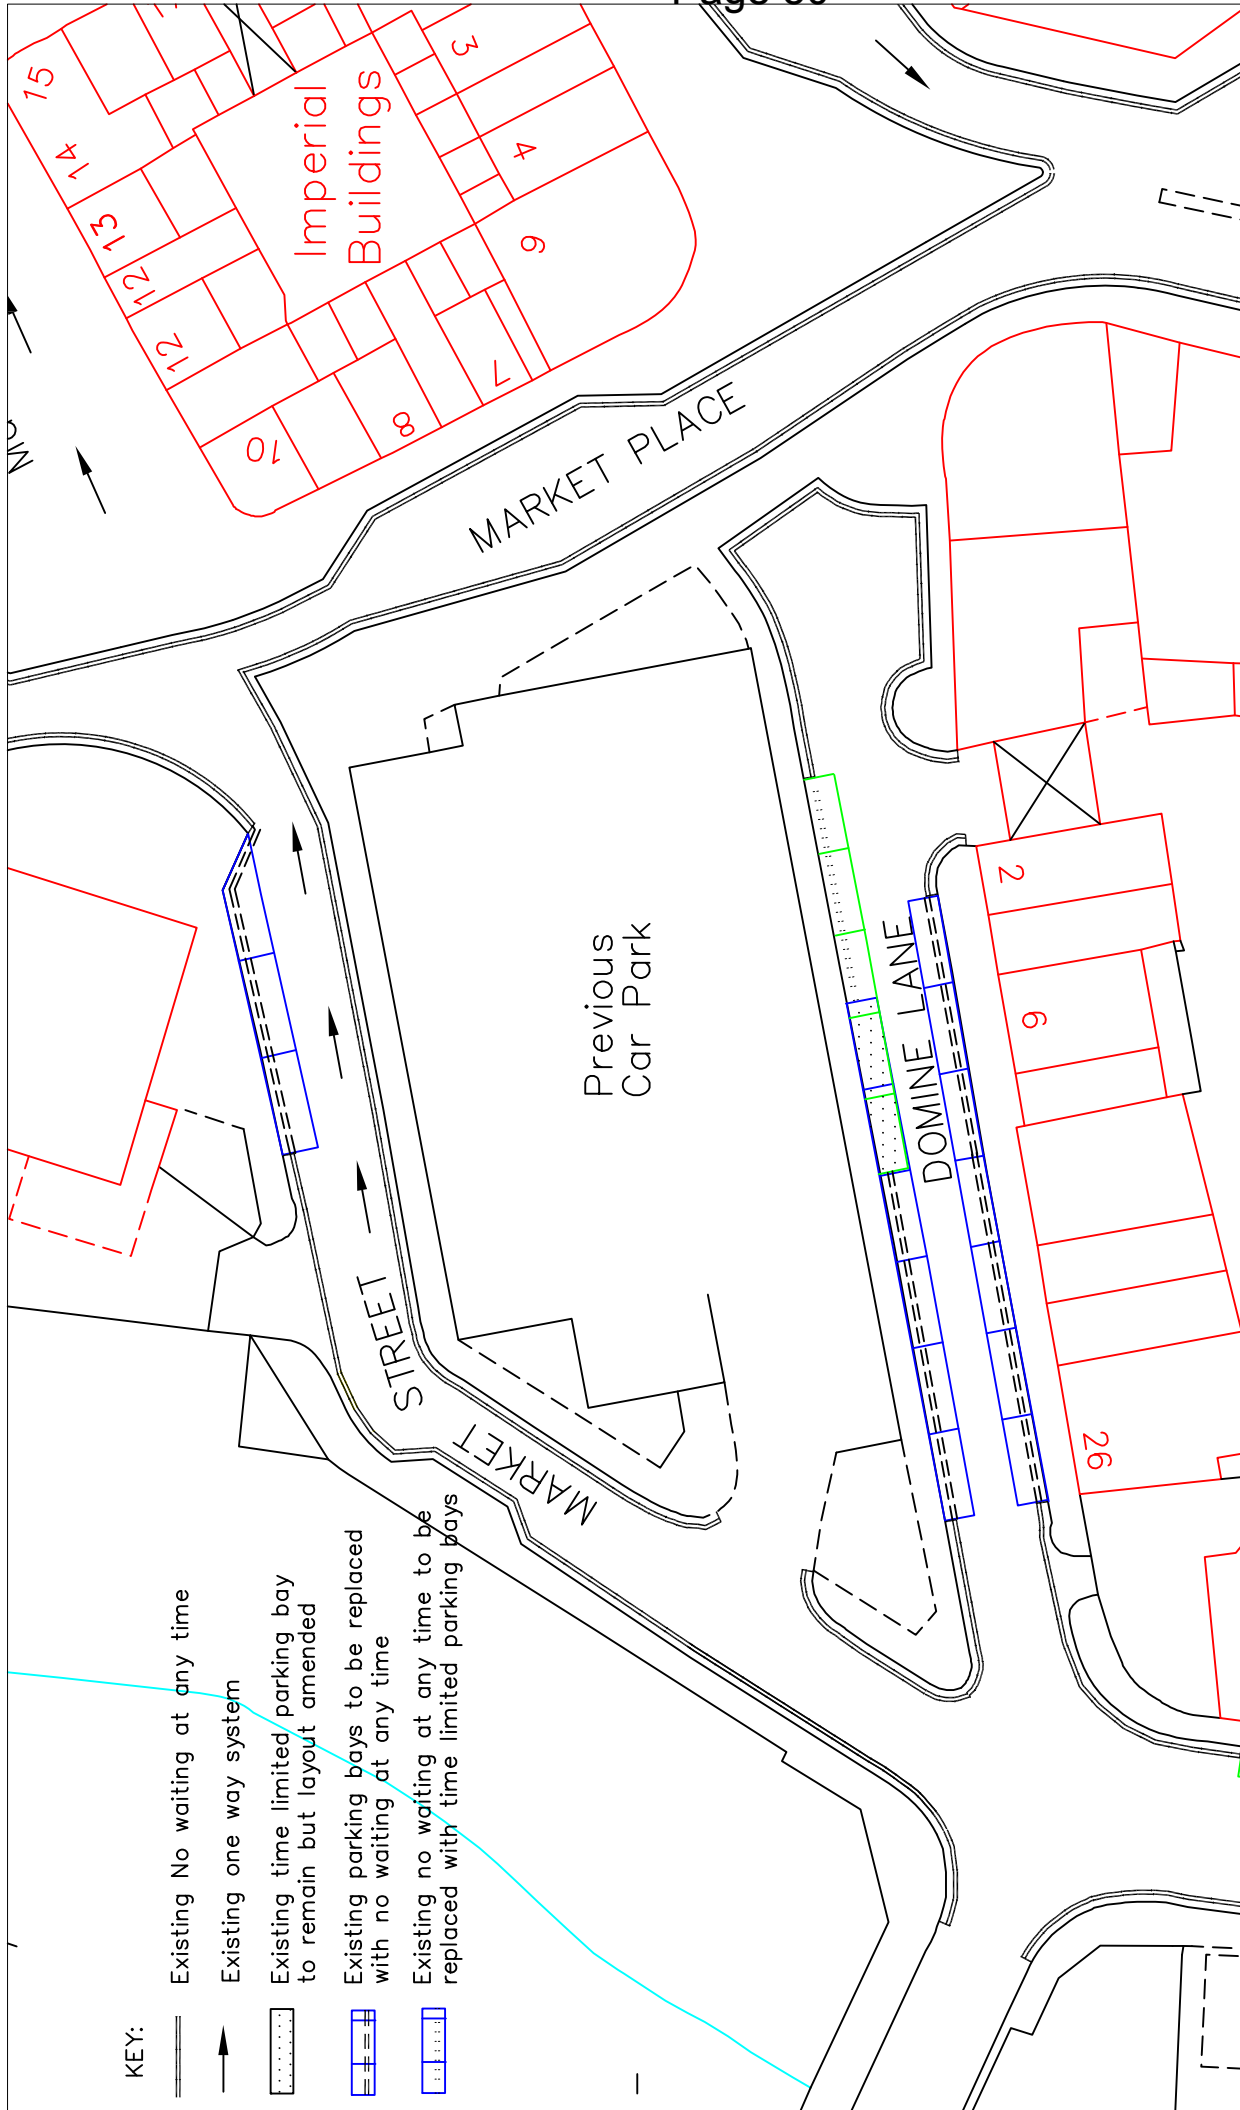 15
14
13
12
12
10
8
7
6
4
3
Imperial
Buildings
MARKET PLACE
Previous
Car Park
STREET
MARKET
DOMINE LANE
2
6
26
KEY:
Existing No waiting at any time
Existing one way system
Existing time limited parking bay
to remain but layout amended
Existing parking bays to be replaced
with no waiting at any time
Existing no waiting at any time to be
replaced with time limited parking bays